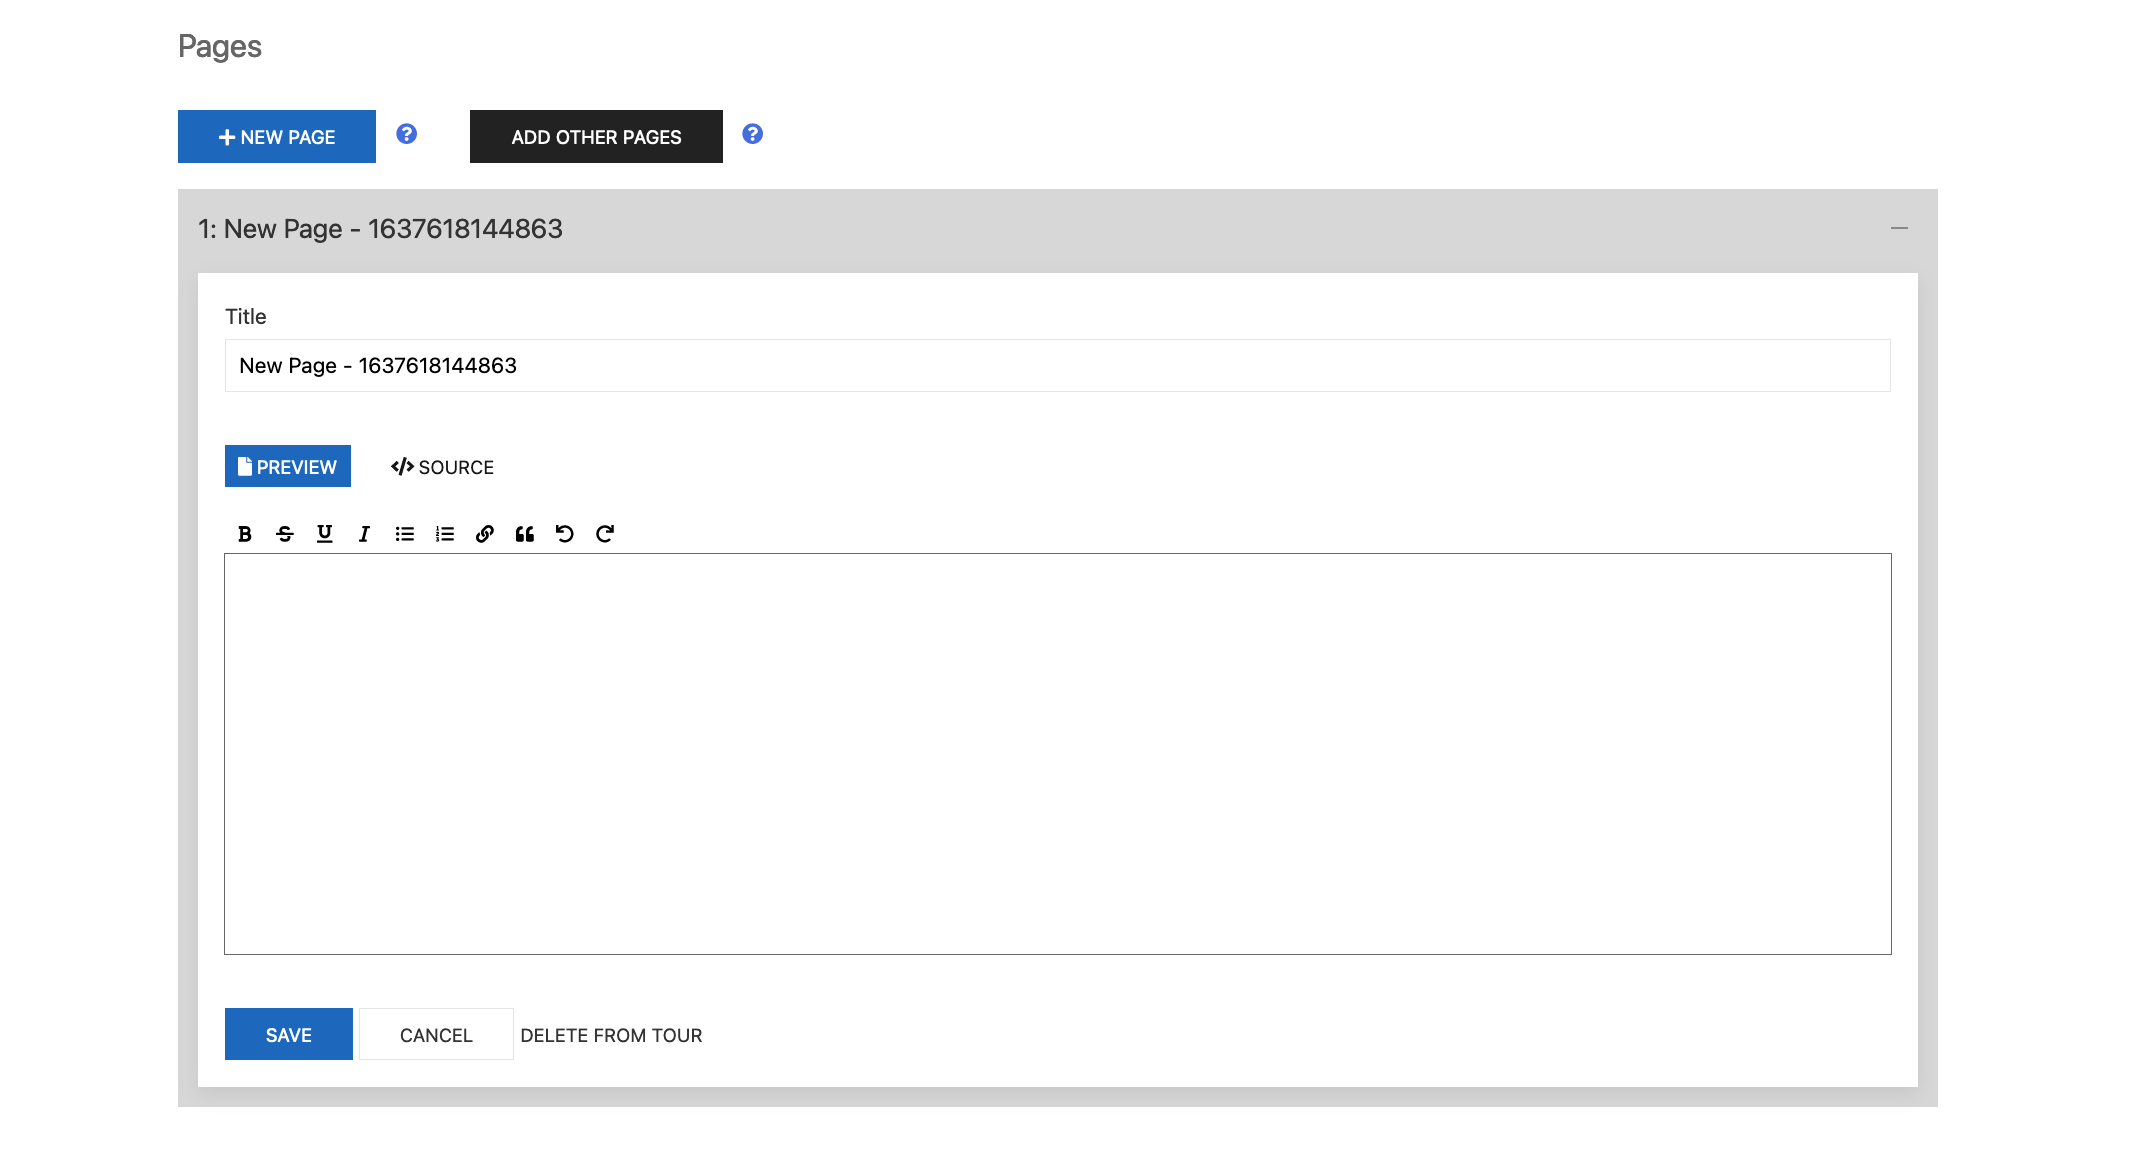 Pages
NEW PAGE
ADD OTHER PAGES
1: New Page - 1637618144863
Title
New Page - 1637618144863
PREVIEW
SOURCE
SAVE
CANCEL
DELETE FROM TOUR